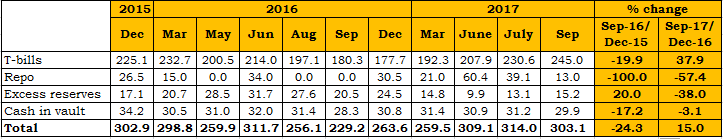 2015 2016 2017 % change
Dec Mar May Jun Aug Sep Dec Mar June July Sep Sep-16/ Dec-15 Sep-17/ Dec-16
T-bills 225.1 232.7 200.5 214.0 197.1 180.3 177.7 192.3 207.9 230.6 245.0 -19.9 37.9
Repo 26.5 15.0 0.0 34.0 0.0 0.0 30.5 21.0 60.4 39.1 13.0 -100.0 -57.4
Excess reserves 17.1 20.7 28.5 31.7 27.6 20.5 24.5 14.8 9.9 13.1 15.2 20.0 -38.0
Cash in vault 34.2 30.5 31.0 32.0 31.4 28.3 30.8 31.4 30.9 31.2 29.9 -17.2 -3.1
Total 302.9 298.8 259.9 311.7 256.1 229.2 263.6 259.5 309.1 314.0 303.1 -24.3 15.0